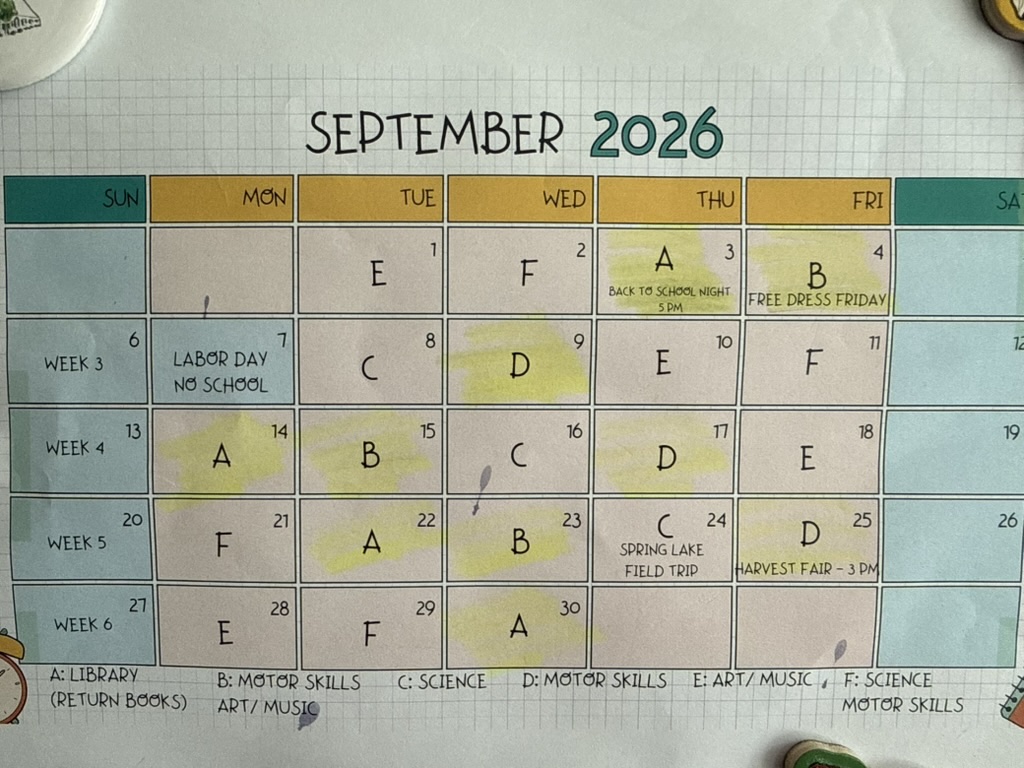 SEPTEMBER 2026
SUN MON TUE WED THU FRI SA
1 2 3 4
E F A B
BACK TO SCHOOL NIGHT FREE DRESS FRIDAY
5 PM
6 7 8 9 10 11 12
WEEK 3 LABOR DAY C D E F
NO SCHOOL
13 14 15 16 17 18 19
WEEK 4 A B C D E
20 21 22 23 24 25 26
WEEK 5 F A B C D
SPRING LAKE
FIELD TRIP HARVEST FAIR - 3 PM
27 28 29 30
WEEK 6 E F A
A: LIBRARY B: MOTOR SKILLS C: SCIENCE D: MOTOR SKILLS E: ART/ MUSIC F: SCIENCE
(RETURN BOOKS) ART/ MUSIC MOTOR SKILLS